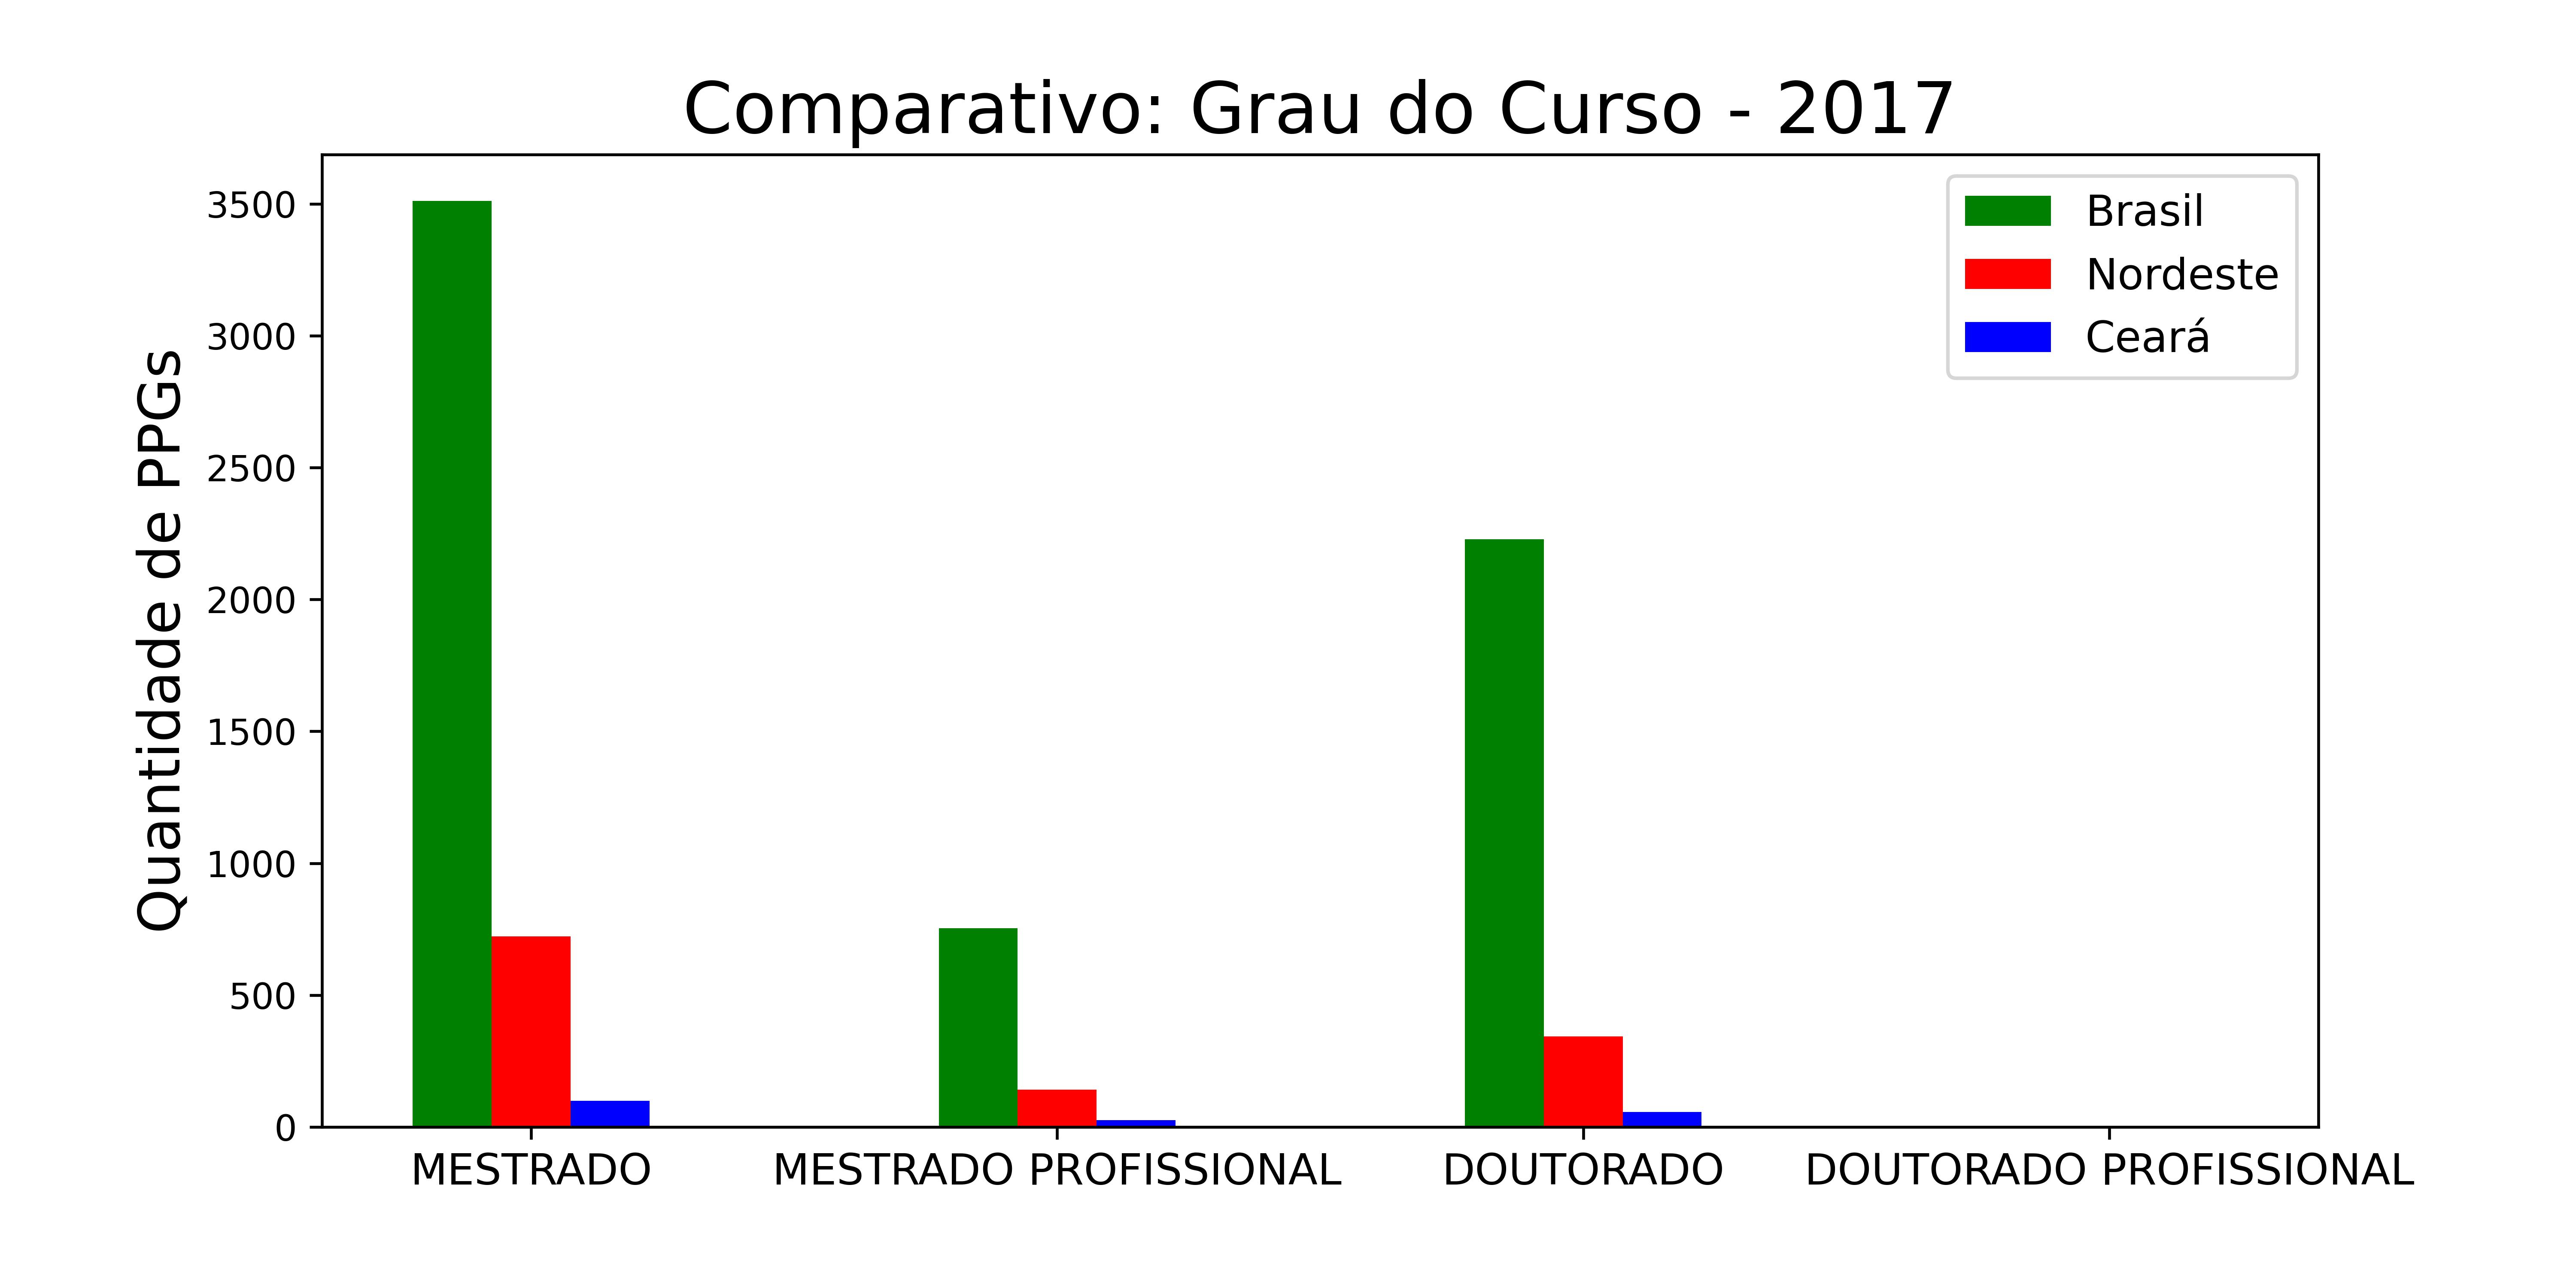 Comparativo: Grau do Curso - 2017
Quantidade de PPGs
3500
3000
2500
2000
1500
1000
500
0
Brasil
Nordeste
Ceará
MESTRADO
MESTRADO PROFISSIONAL
DOUTORADO
DOUTORADO PROFISSIONAL